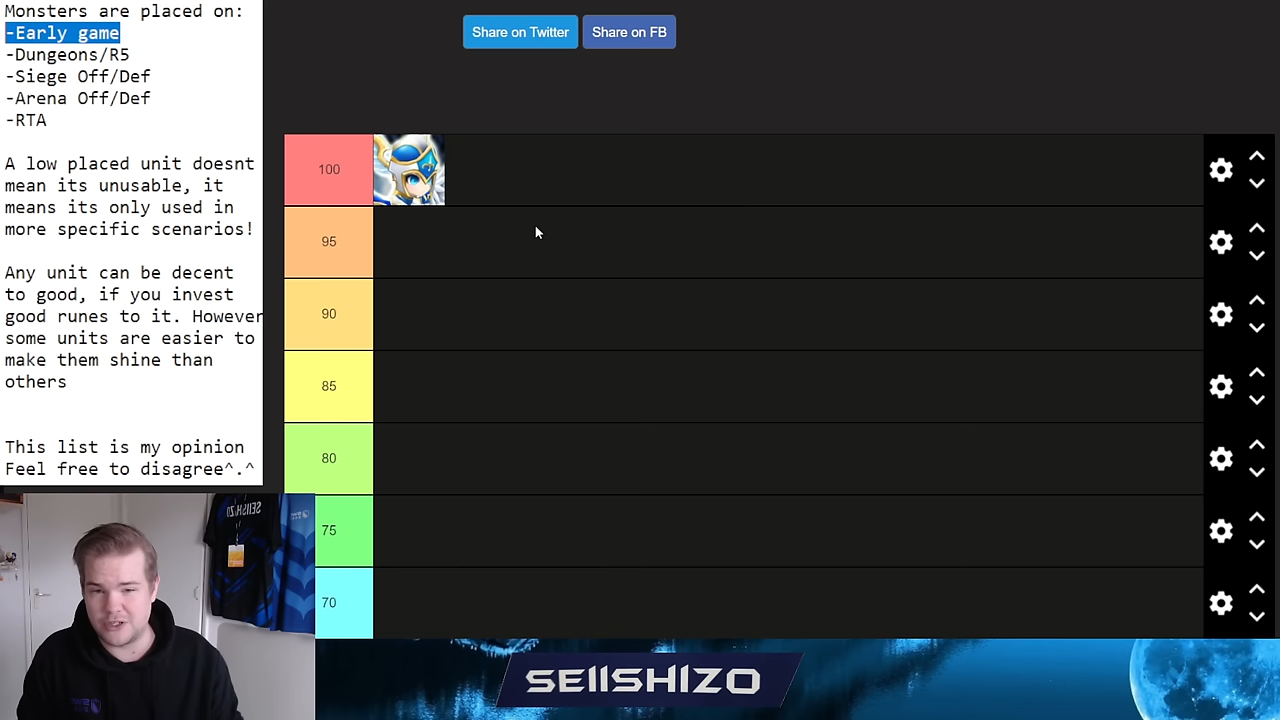 Monsters are placed on:
-Early game
-Dungeons/R5
-Siege Off/Def
-Arena Off/Def
-RTA
A low placed unit doesnt
mean its unusable, it
means its only used in
more specific scenarios!
Any unit can be decent
to good, if you invest
good runes to it. However
some units are easier to
make them shine than
others
This list is my opinion
Feel free to disagree^.^
Share on Twitter
Share on FB
100
95
90
85
80
75
70
SEIISHIZO